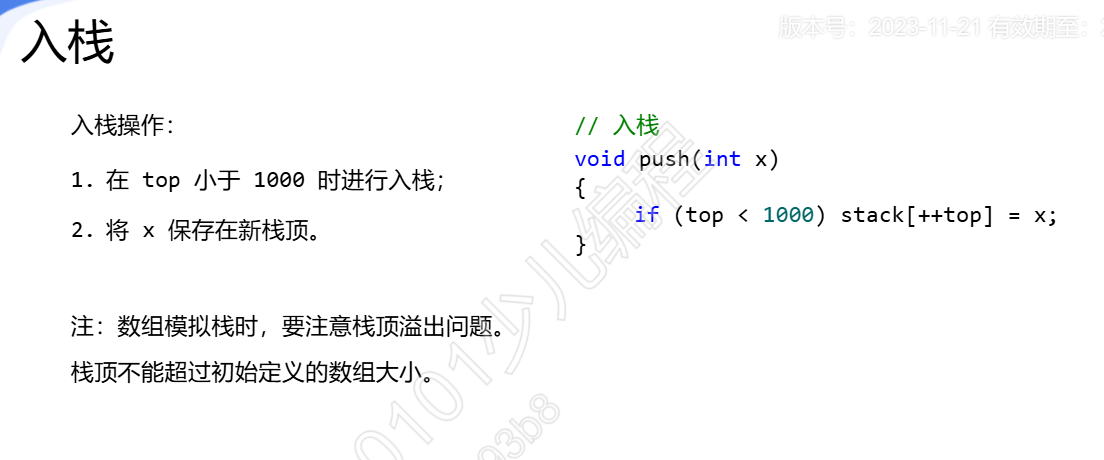 版本号：2023-11-21 有效期至：
入栈
入栈操作：
1. 在 top 小于 1000 时进行入栈；
2. 将 x 保存在新栈顶。
注：数组模拟栈时，要注意栈顶溢出问题。
栈顶不能超过初始定义的数组大小。
// 入栈
void push(int x)
{
if (top < 1000) stack[++top] = x;
}
0101少儿编程
93b8